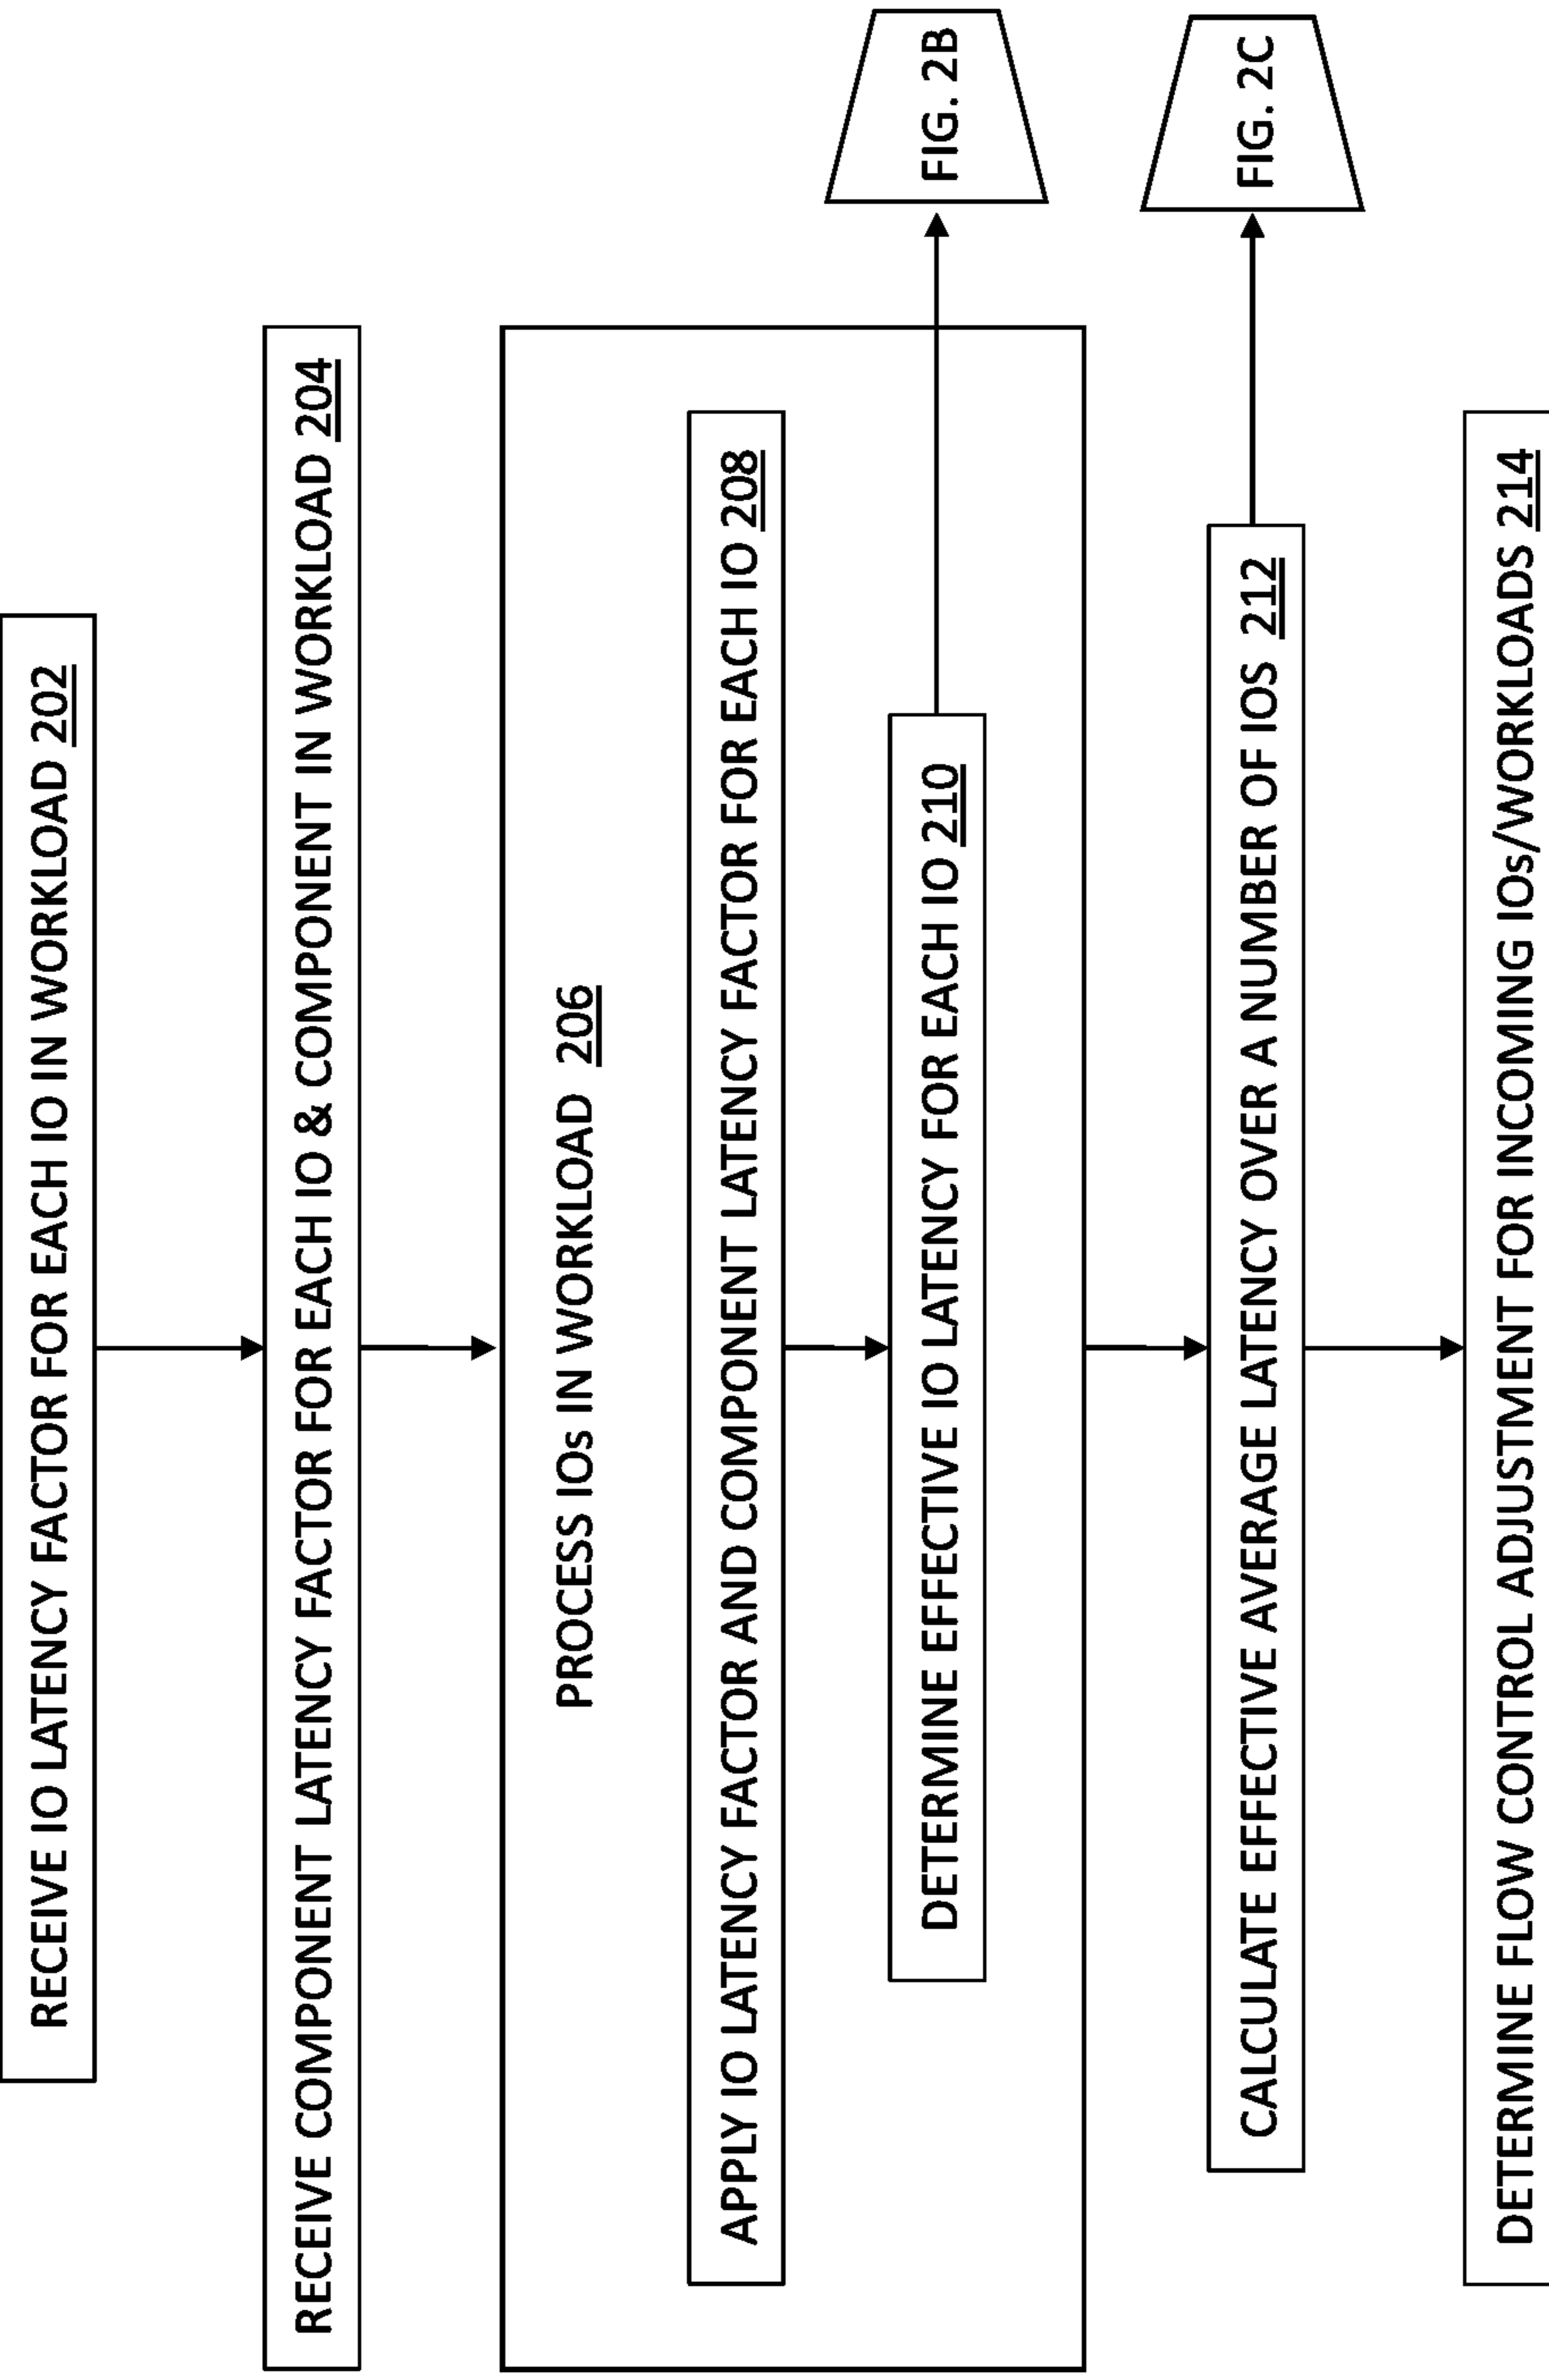 RECEIVE IO LATENCY FACTOR FOR EACH IO IN WORKLOAD 202
RECEIVE COMPONENT LATENCY FACTOR FOR EACH IO & COMPONENT IN WORKLOAD 204
PROCESS IOs IN WORKLOAD 206
APPLY IO LATENCY FACTOR AND COMPONENT LATENCY FACTOR FOR EACH IO 208
DETERMINE EFFECTIVE IO LATENCY FOR EACH IO 210
FIG. 2B
CALCULATE EFFECTIVE AVERAGE LATENCY OVER A NUMBER OF IOS 212
FIG. 2C
DETERMINE FLOW CONTROL ADJUSTMENT FOR INCOMING IOs/WORKLOADS 214